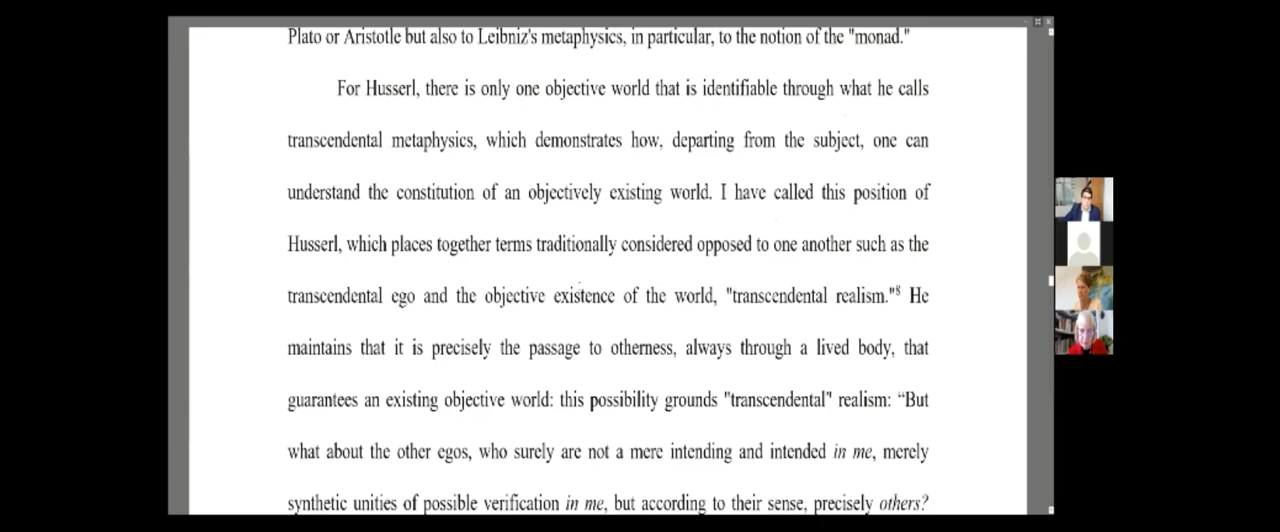 Plato or Aristotle but also to Leibniz's metaphysics, in particular, to the notion of the "monad."
For Husserl, there is only one objective world that is identifiable through what he calls
transcendental metaphysics, which demonstrates how, departing from the subject, one can
understand the constitution of an objectively existing world. I have called this position of
Husserl, which places together terms traditionally considered opposed to one another such as the
transcendental ego and the objective existence of the world, "transcendental realism."⁸ He
maintains that it is precisely the passage to otherness, always through a lived body, that
guarantees an existing objective world: this possibility grounds "transcendental" realism: “But
what about the other egos, who surely are not a mere intending and intended in me, merely
synthetic unities of possible verification in me, but according to their sense, precisely others?